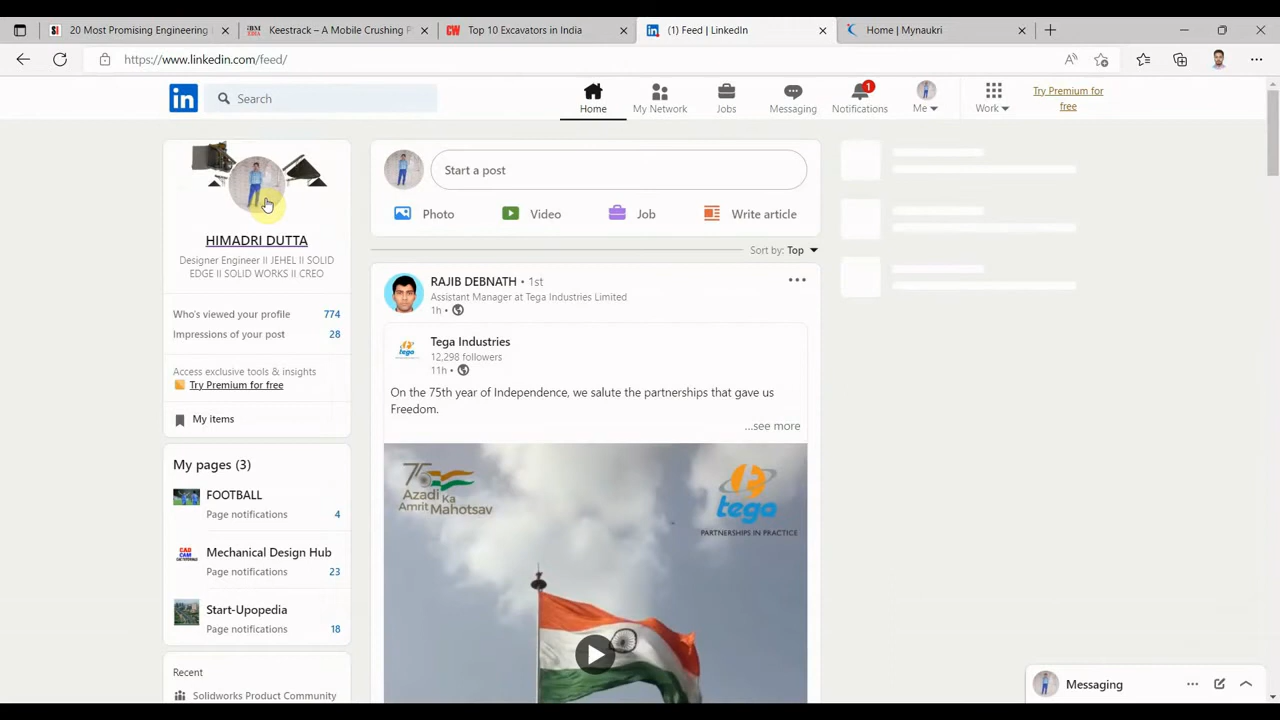 20 Most Promising Engineering
Keestrack – A Mobile Crushing P
Top 10 Excavators in India
(1) Feed | LinkedIn
Home | Mynaukri
https://www.linkedin.com/feed/
in
Search
Home
My Network
Jobs
Messaging
1
Notifications
Me
Work
Try Premium for
free
HIMADRI DUTTA
Designer Engineer II JEHEL II SOLID
EDGE II SOLID WORKS II CREO
Who's viewed your profile 774
Impressions of your post 28
Access exclusive tools & insights
Try Premium for free
My items
My pages (3)
FOOTBALL
Page notifications 4
Mechanical Design Hub
Page notifications 23
Start-Upopedia
Page notifications 18
Recent
Solidworks Product Community
Start a post
Photo
Video
Job
Write article
Sort by: Top
RAJIB DEBNATH • 1st
Assistant Manager at Tega Industries Limited
1h •
tega
Tega Industries
12,298 followers
11h •
On the 75th year of Independence, we salute the partnerships that gave us
Freedom.
...see more
75
Azadi Ka
Amrit Mahotsav
tega
PARTNERSHIPS IN PRACTICE
Messaging